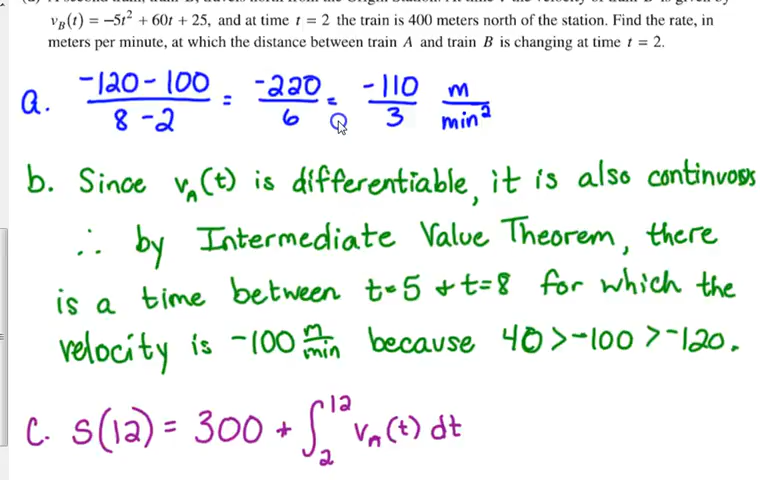 v_B(t) = −5t² + 60t + 25, and at time t = 2 the train is 400 meters north of the station. Find the rate, in
meters per minute, at which the distance between train A and train B is changing at time t = 2.
a. (-120 - 100)/(8 - 2) = -220/6 = -110/3 m/min²
b. Since v_A(t) is differentiable, it is also continuous
∴ by Intermediate Value Theorem, there
is a time between t=5 + t=8 for which the
velocity is -100 m/min because 40 > -100 > -120.
C. S(12) = 300 + ∫_2^12 v_A(t) dt